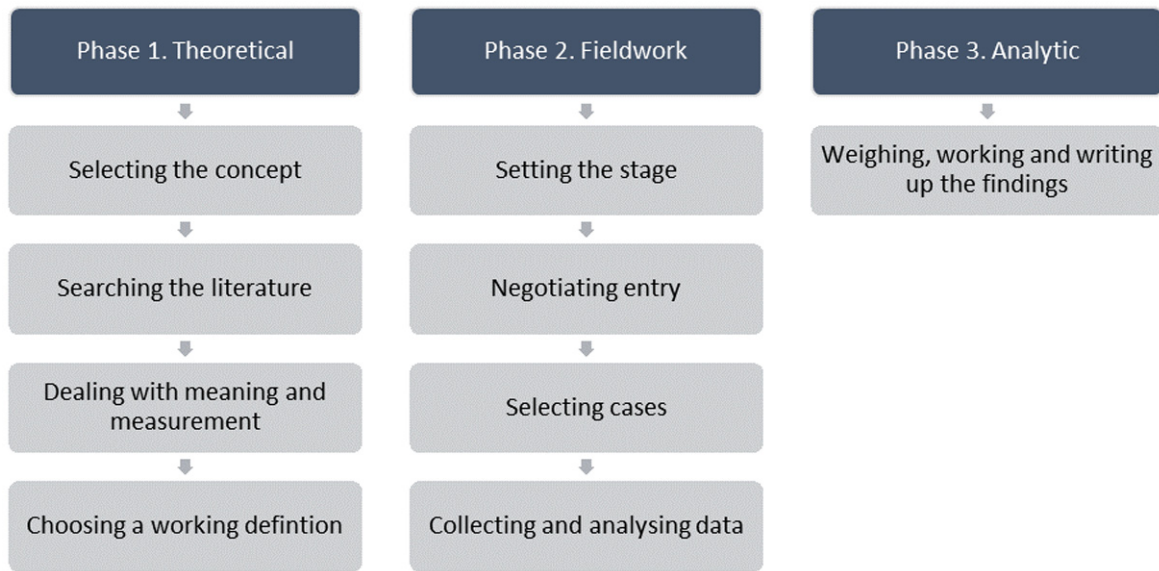 Phase 1. Theoretical
Selecting the concept
Searching the literature
Dealing with meaning and
measurement
Choosing a working defintion
Phase 2. Fieldwork
Setting the stage
Negotiating entry
Selecting cases
Collecting and analysing data
Phase 3. Analytic
Weighing, working and writing
up the findings